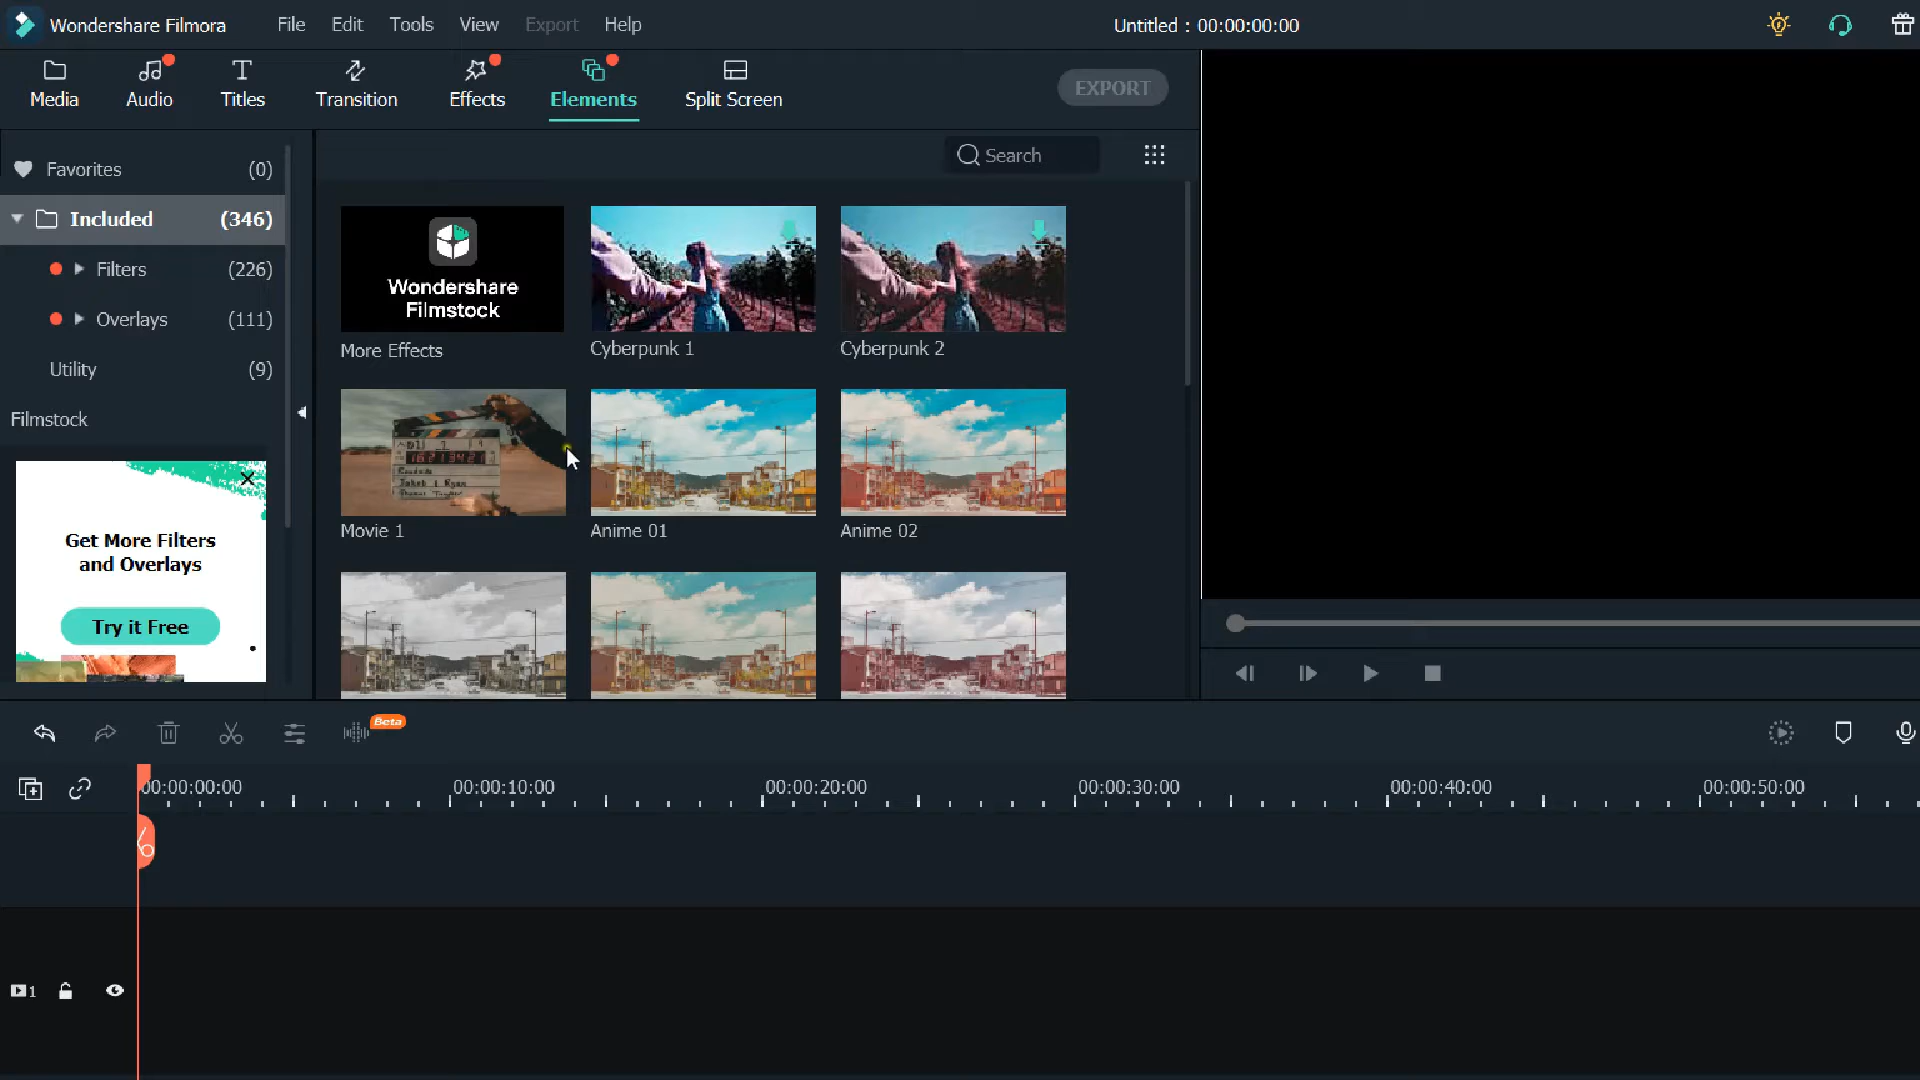 Wondershare Filmora
File
Edit
Tools
View
Export
Help
Untitled : 00:00:00:00
Media
Audio
Titles
Transition
Effects
Elements
Split Screen
EXPORT
Favorites (0)
Included (346)
Filters (226)
Overlays (111)
Utility (9)
Filmstock
Get More Filters
and Overlays
Try it Free
Search
Wondershare
Filmstock
More Effects
Cyberpunk 1
Cyberpunk 2
Movie 1
Anime 01
Anime 02
Beta
00:00:00:00
00:00:10:00
00:00:20:00
00:00:30:00
00:00:40:00
00:00:50:00
1